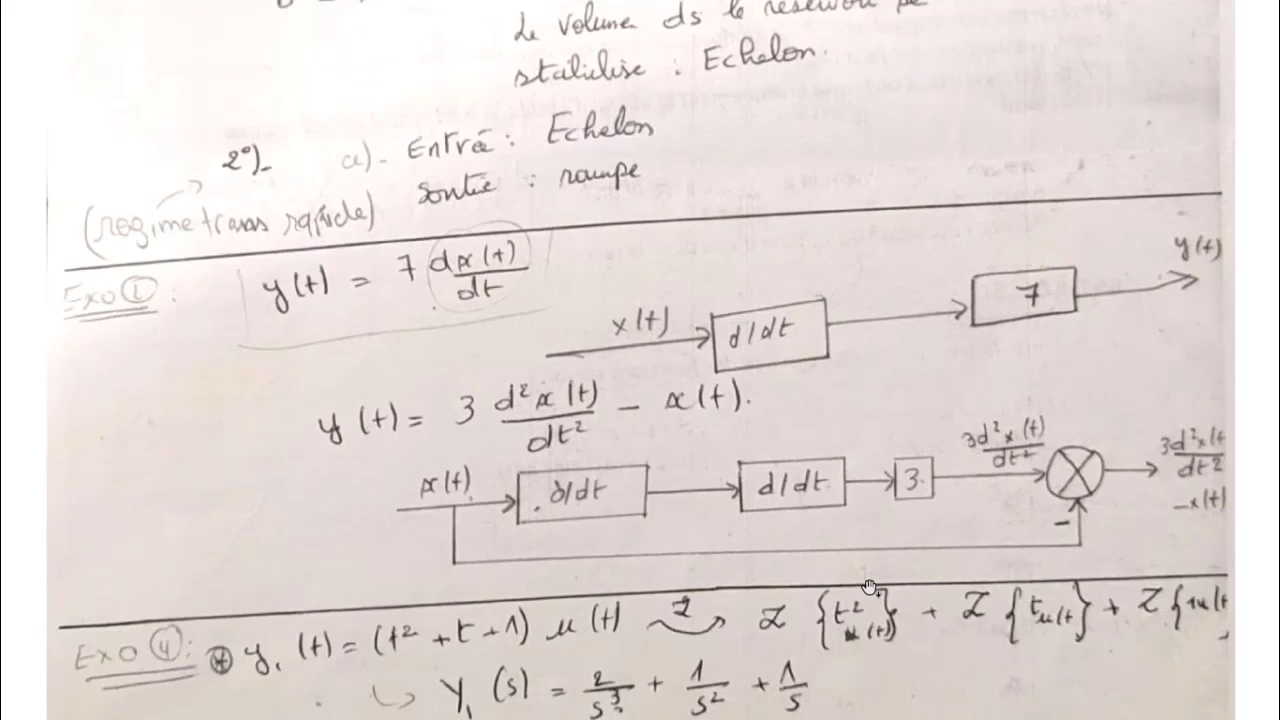 Le volume ds le réservoir se
stabilise : Echelon.
2°)- a)- Entrée : Echelon
(regime trans rapide) sortie : rampe
Exo ① : y(t) = 7 dx(t)/dt
x(t) d/dt 7 y(t)
y(t) = 3 d²x(t)/dt² - x(t).
x(t) d/dt d/dt 3 3d²x(t)/dt² - 3d²x(t/dt² -x(t)
Exo ④ : y₁(t) = (t² + t + 1) u(t) L L {t² u(t)} + L {t u(t)} + L {u(t
Y₁(s) = 2/s³ + 1/s² + 1/s